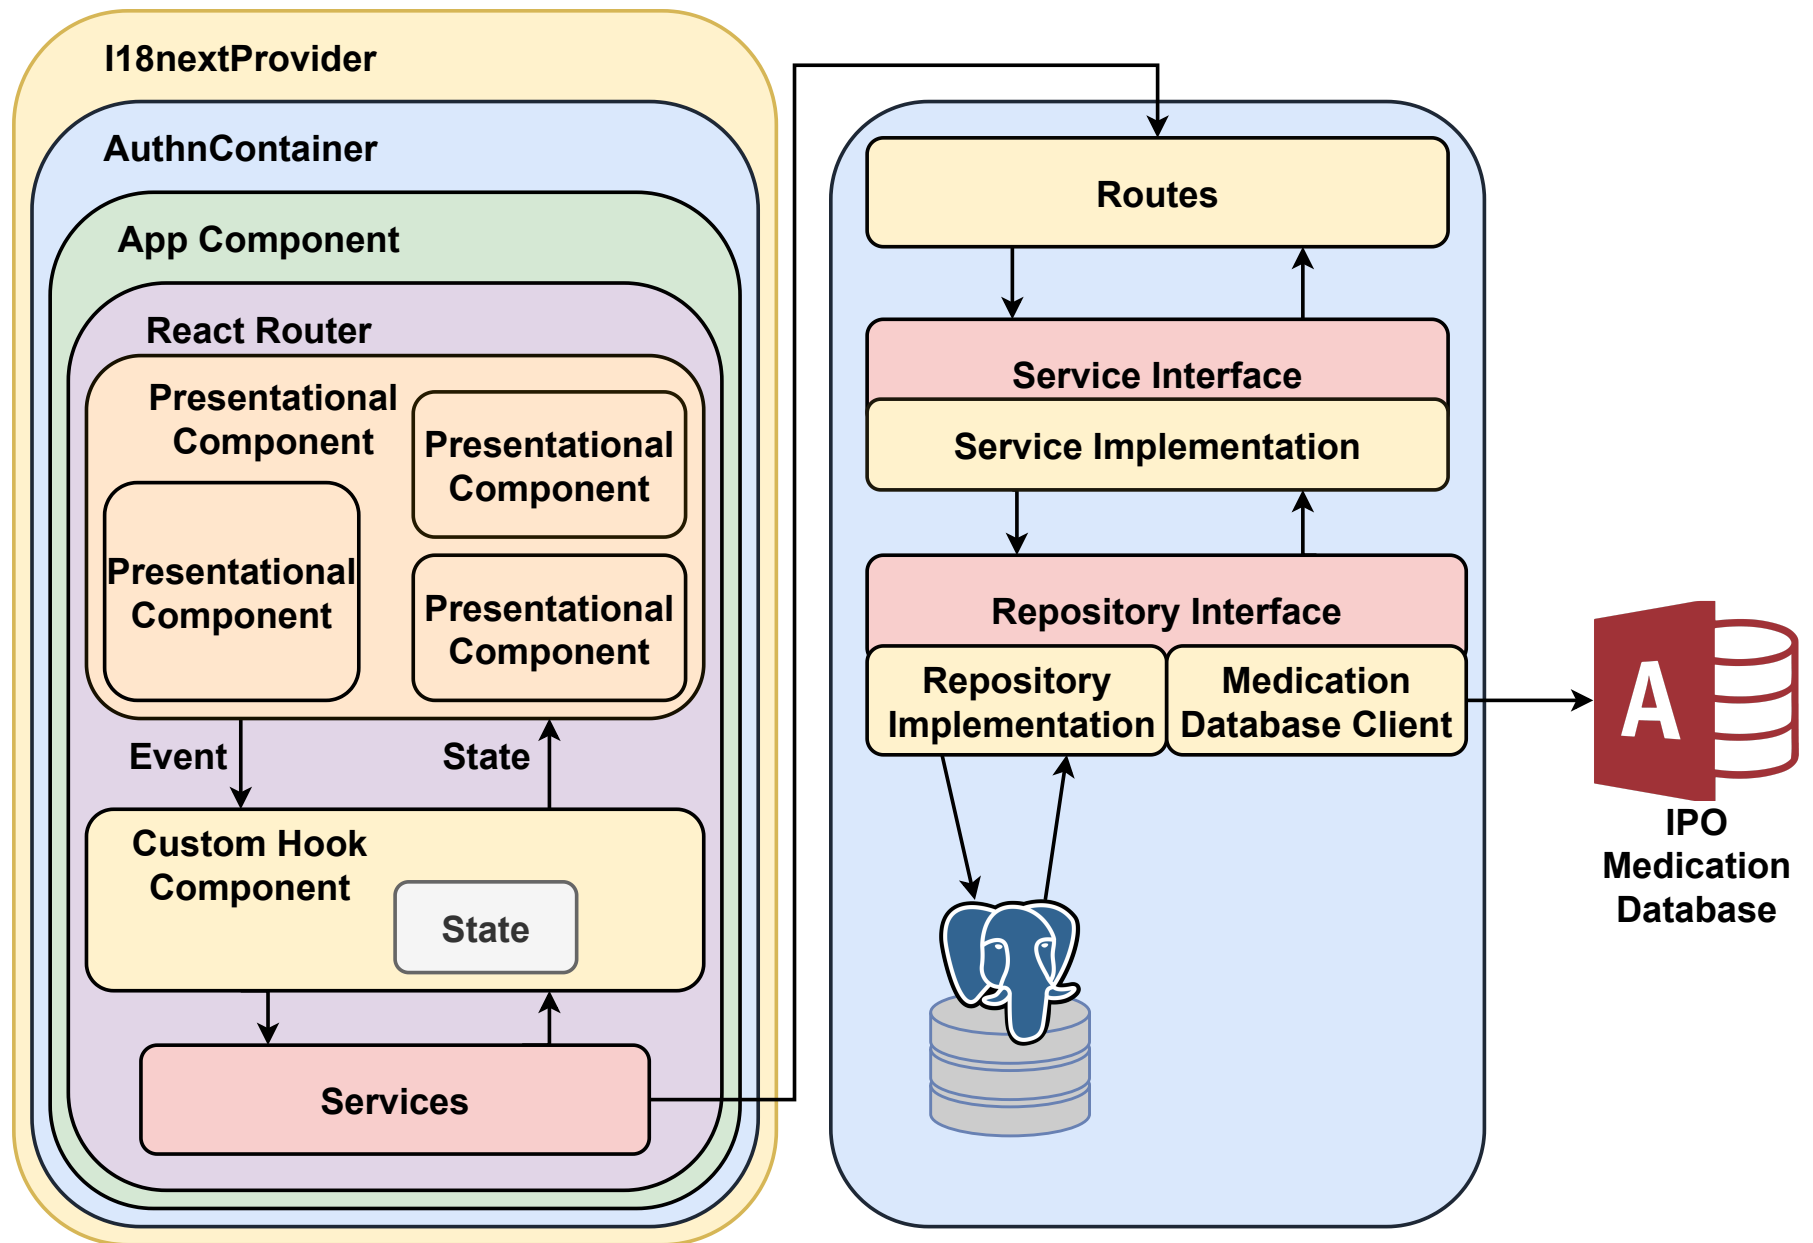 I18nextProvider
AuthnContainer
App Component
React Router
Presentational
Component
Presentational
Component
Presentational
Component
Presentational
Component
Event
State
Custom Hook
Component
State
Services
Routes
Service Interface
Service Implementation
Repository Interface
Repository
Implementation
Medication
Database Client
A
IPO
Medication
Database